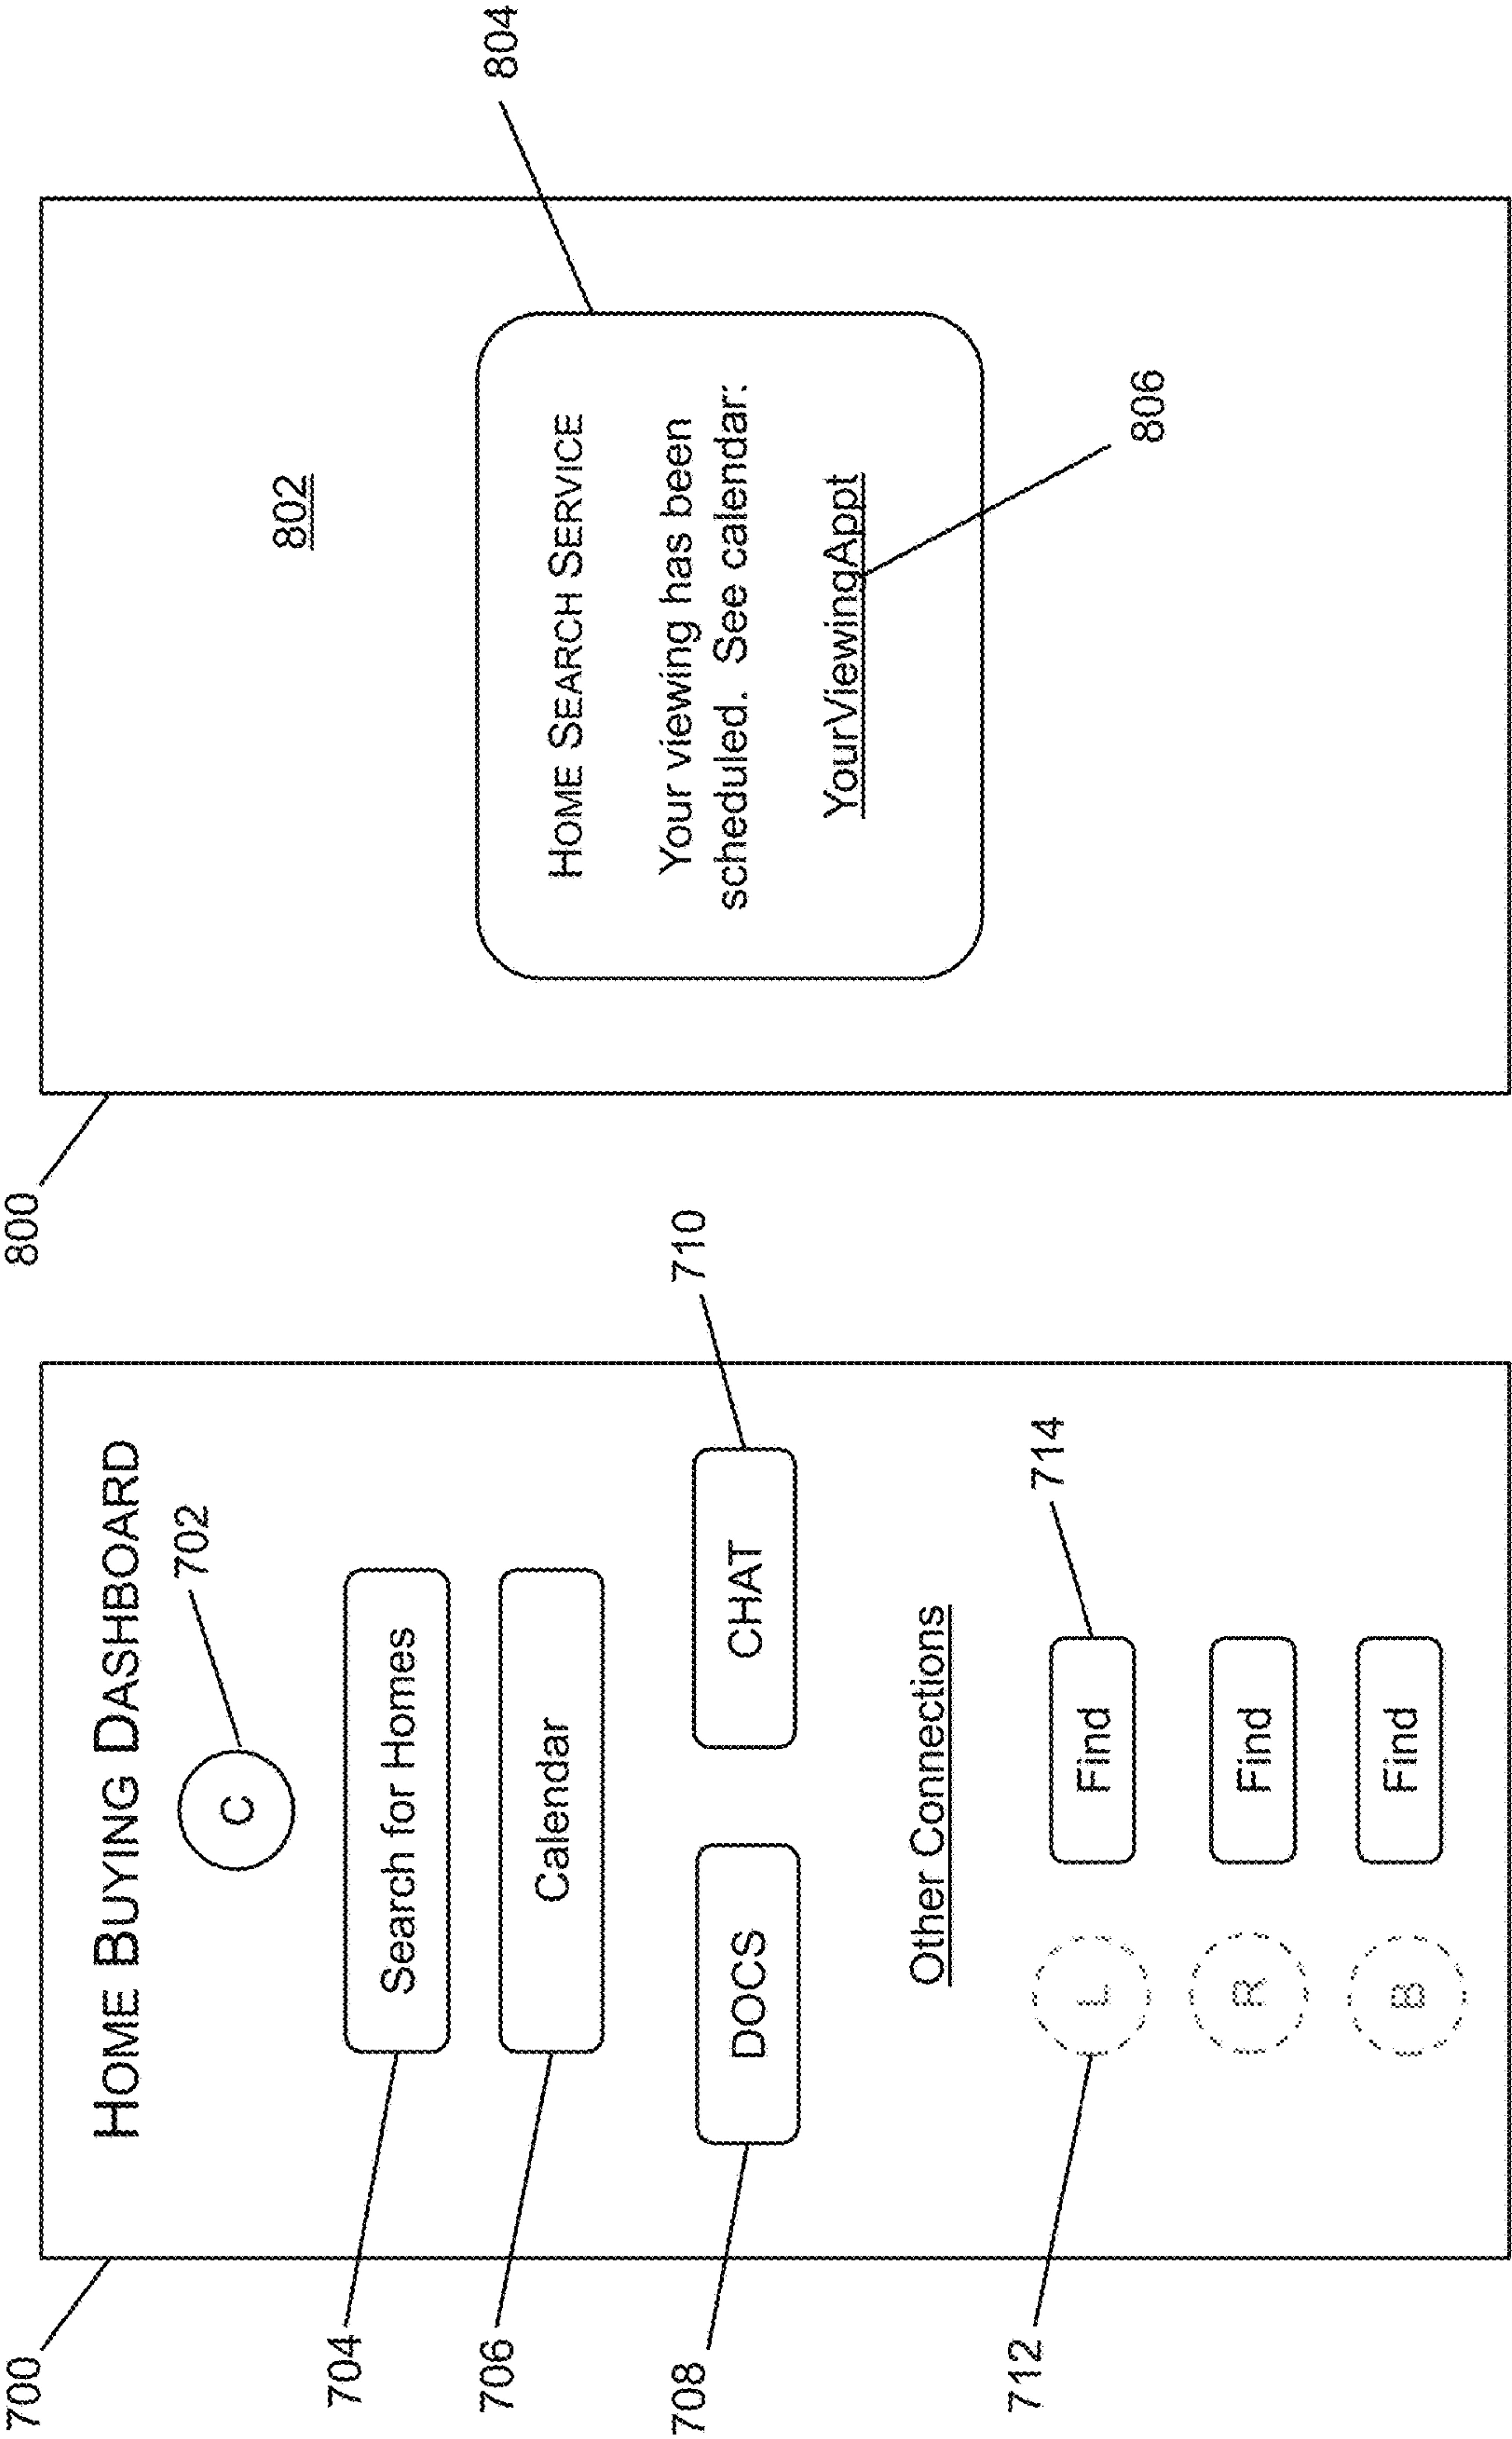 700
HOME BUYING DASHBOARD
C
702
704
Search for Homes
706
Calendar
708
DOCS
CHAT
710
Other Connections
712
L
Find
714
R
Find
B
Find
800
802
804
HOME SEARCH SERVICE
Your viewing has been
scheduled. See calendar:
YourViewingAppt
806